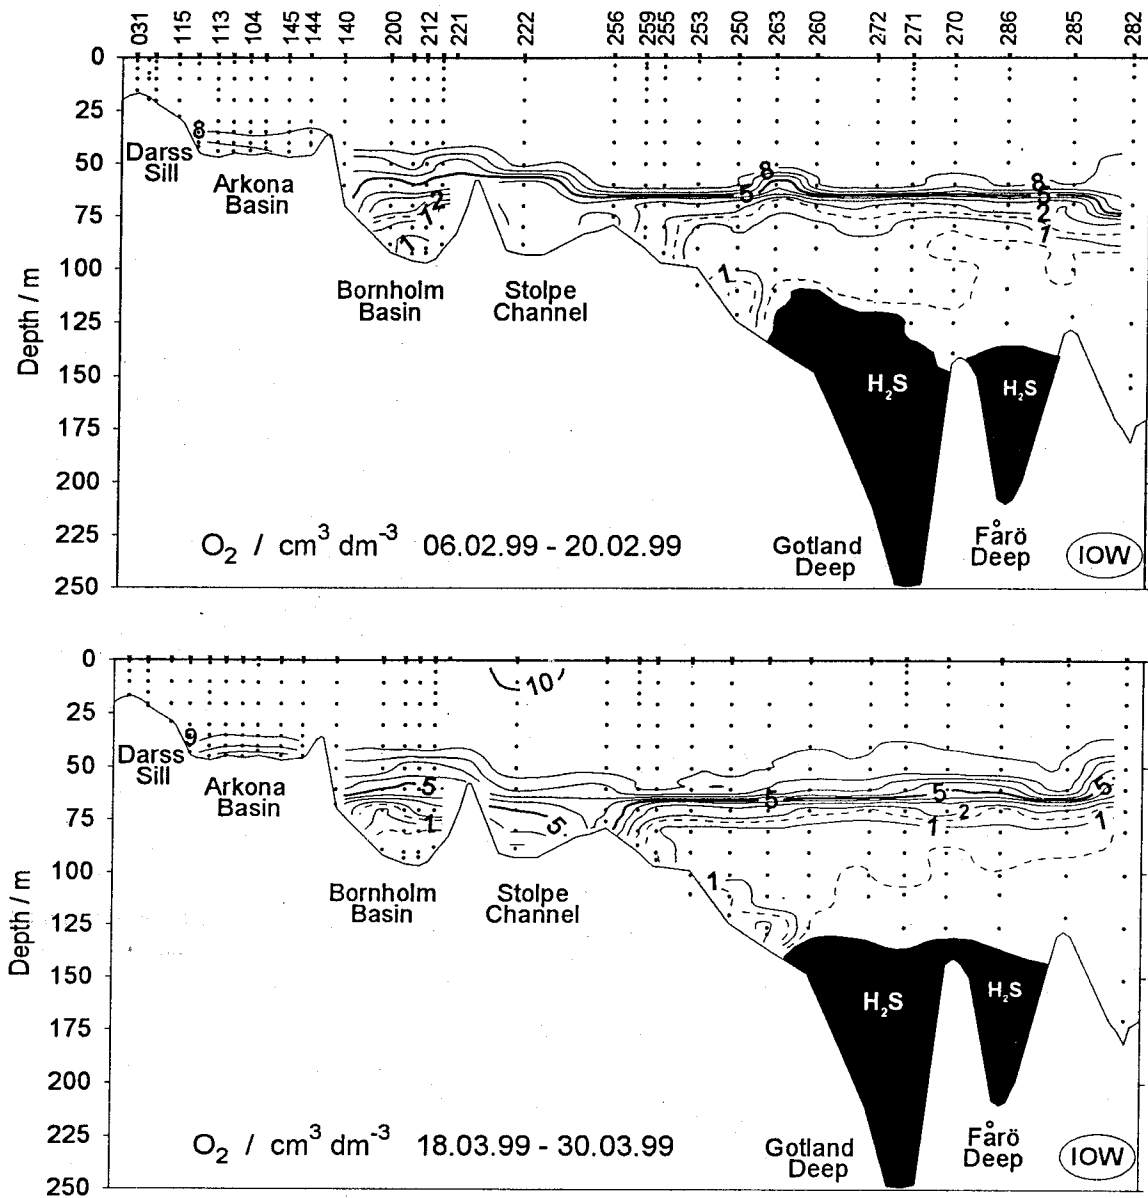 031 115 113 104 145 144 140 200 212 221 222 256 259 255 253 250 263 260 272 271 270 286 285 282
0
25
50
75
100
125
150
175
200
225
250
Depth / m
8
Darss
Sill
Arkona
Basin
2
1
1
Bornholm
Basin
Stolpe
Channel
8
5
8
5
2
1
1
H₂S
H₂S
Gotland
Deep
Fårö
Deep
O₂ / cm³ dm⁻³ 06.02.99 - 20.02.99
IOW
0
25
50
75
100
125
150
175
200
225
250
Depth / m
10
9
Darss
Sill
Arkona
Basin
5
1
5
Bornholm
Basin
Stolpe
Channel
5
5
5
2
1
1
1
H₂S
H₂S
Gotland
Deep
Fårö
Deep
O₂ / cm³ dm⁻³ 18.03.99 - 30.03.99
IOW